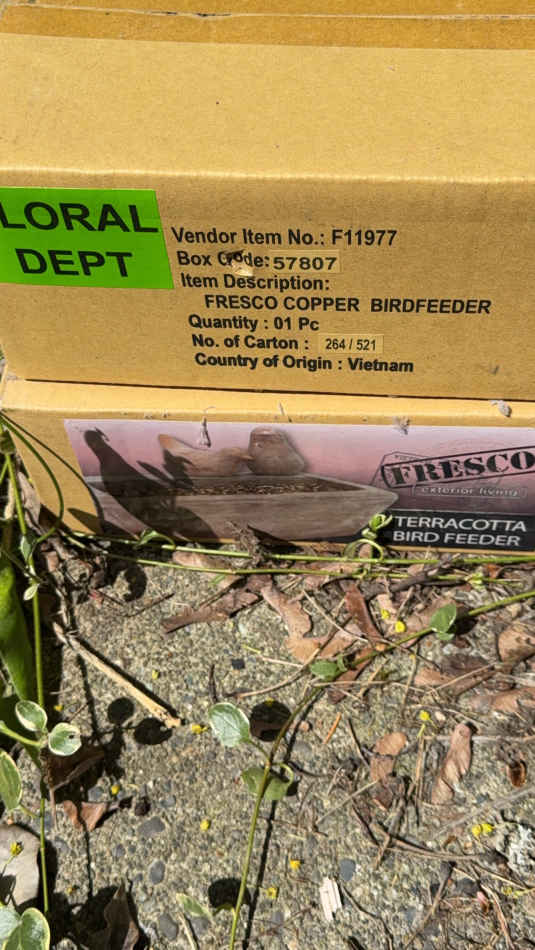 LORAL
DEPT
Vendor Item No.: F11977
Box Code: 57807
Item Description:
FRESCO COPPER BIRDFEEDER
Quantity : 01 Pc
No. of Carton : 264 / 521
Country of Origin : Vietnam
FRESCO
exterior living
TERRACOTTA
BIRD FEEDER